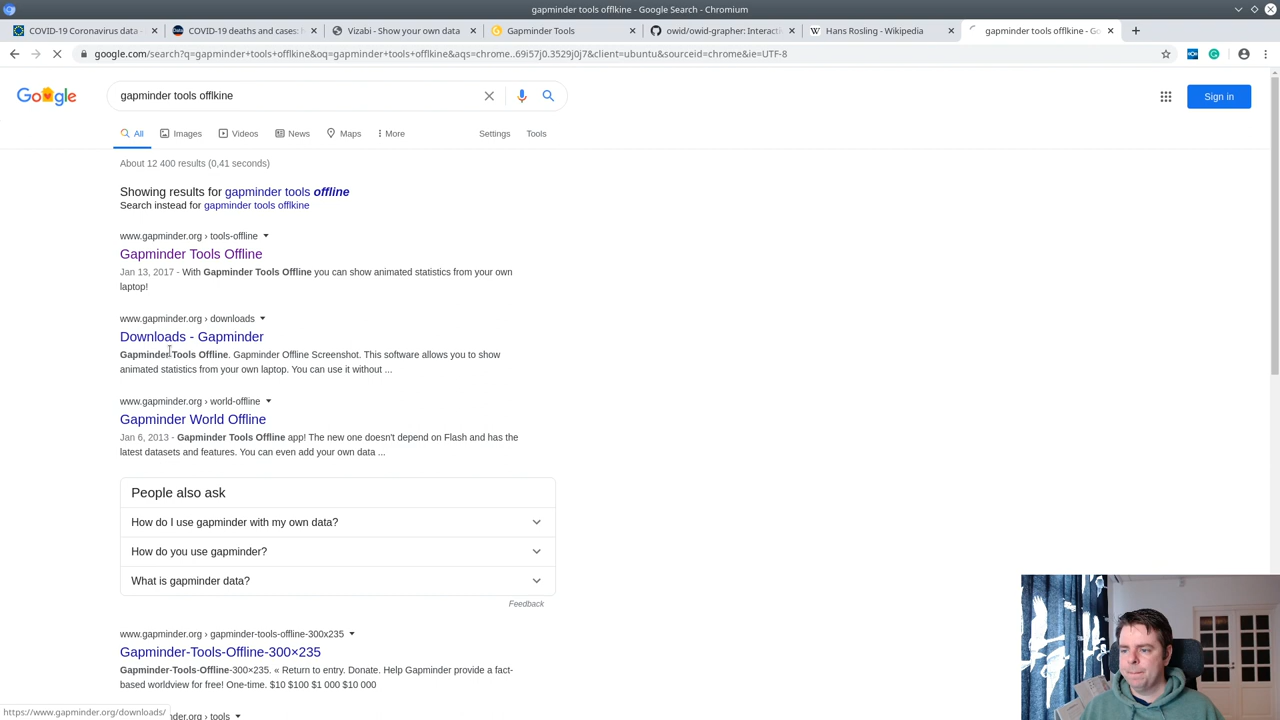 gapminder tools offlkine - Google Search - Chromium
COVID-19 Coronavirus data - COVID-19 deaths and cases: Vizabi - Show your own data Gapminder Tools owid/owid-grapher: Interacti Hans Rosling - Wikipedia gapminder tools offlkine - Go
google.com/search?q=gapminder+tools+offlkine&oq=gapminder+tools+offlkine&aqs=chrome..69i57j0.3529j0j7&client=ubuntu&sourceid=chrome&ie=UTF-8
Google gapminder tools offlkine Sign in
All Images Videos News Maps More Settings Tools
About 12 400 results (0,41 seconds)
Showing results for gapminder tools offline
Search instead for gapminder tools offlkine
www.gapminder.org › tools-offline
Gapminder Tools Offline
Jan 13, 2017 - With Gapminder Tools Offline you can show animated statistics from your own
laptop!
www.gapminder.org › downloads
Downloads - Gapminder
Gapminder Tools Offline. Gapminder Offline Screenshot. This software allows you to show
animated statistics from your own laptop. You can use it without ...
www.gapminder.org › world-offline
Gapminder World Offline
Jan 6, 2013 - Gapminder Tools Offline app! The new one doesn't depend on Flash and has the
latest datasets and features. You can even add your own data ...
People also ask
How do I use gapminder with my own data?
How do you use gapminder?
What is gapminder data?
Feedback
www.gapminder.org › gapminder-tools-offline-300x235
Gapminder-Tools-Offline-300×235
Gapminder-Tools-Offline-300×235. « Return to entry. Donate. Help Gapminder provide a fact-
based worldview for free! One-time. $10 $100 $1 000 $10 000
https://www.gapminder.org/downloads/ der.org › tools